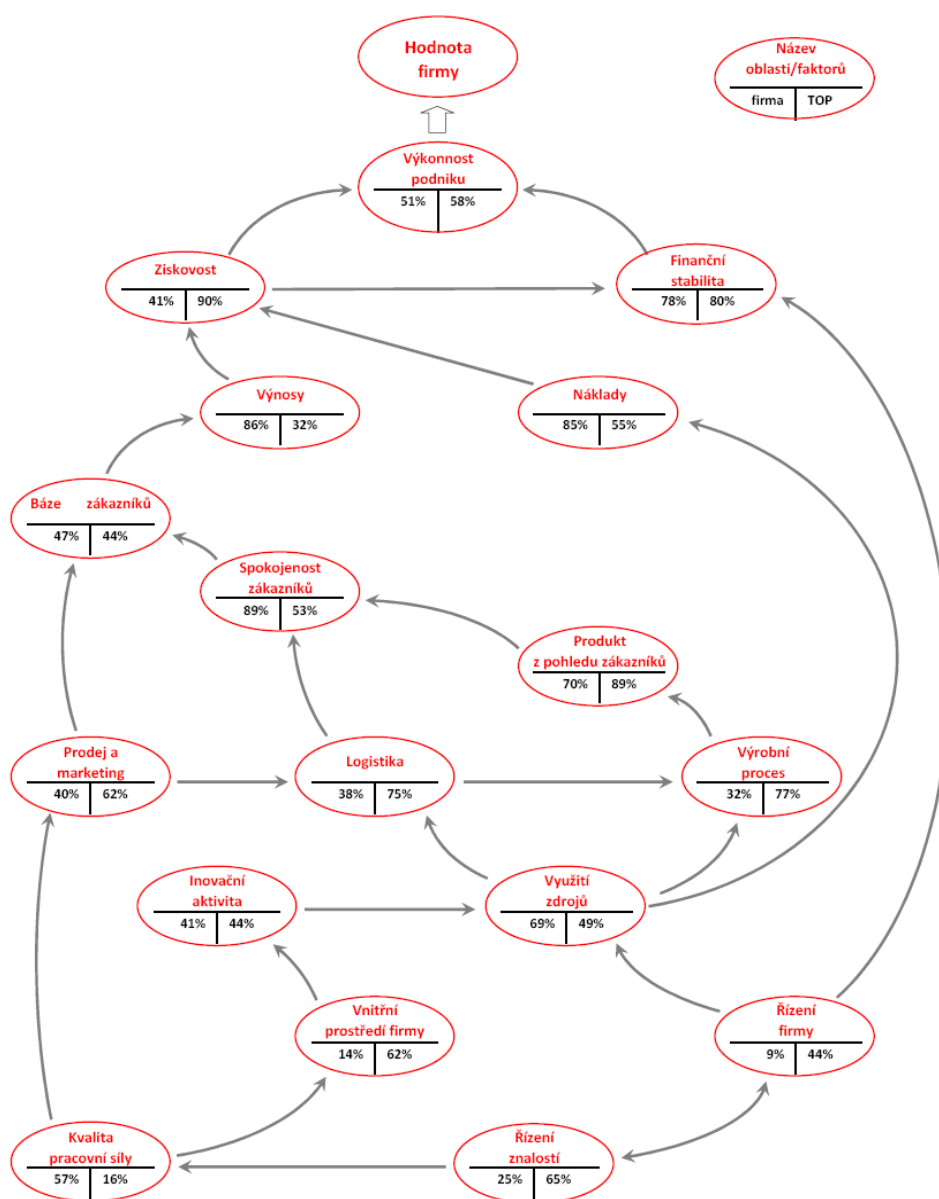 Hodnota
firmy
Název
oblasti/faktorů
firma TOP
Výkonnost
podniku
51% 58%
Ziskovost
41% 90%
Finanční
stabilita
78% 80%
Výnosy
86% 32%
Náklady
85% 55%
Báze zákazníků
47% 44%
Spokojenost
zákazníků
89% 53%
Produkt
z pohledu zákazníků
70% 89%
Prodej a
marketing
40% 62%
Logistika
38% 75%
Výrobní
proces
32% 77%
Inovační
aktivita
41% 44%
Využití
zdrojů
69% 49%
Vnitřní
prostředí firmy
14% 62%
Řízení
firmy
9% 44%
Kvalita
pracovní síly
57% 16%
Řízení
znalostí
25% 65%